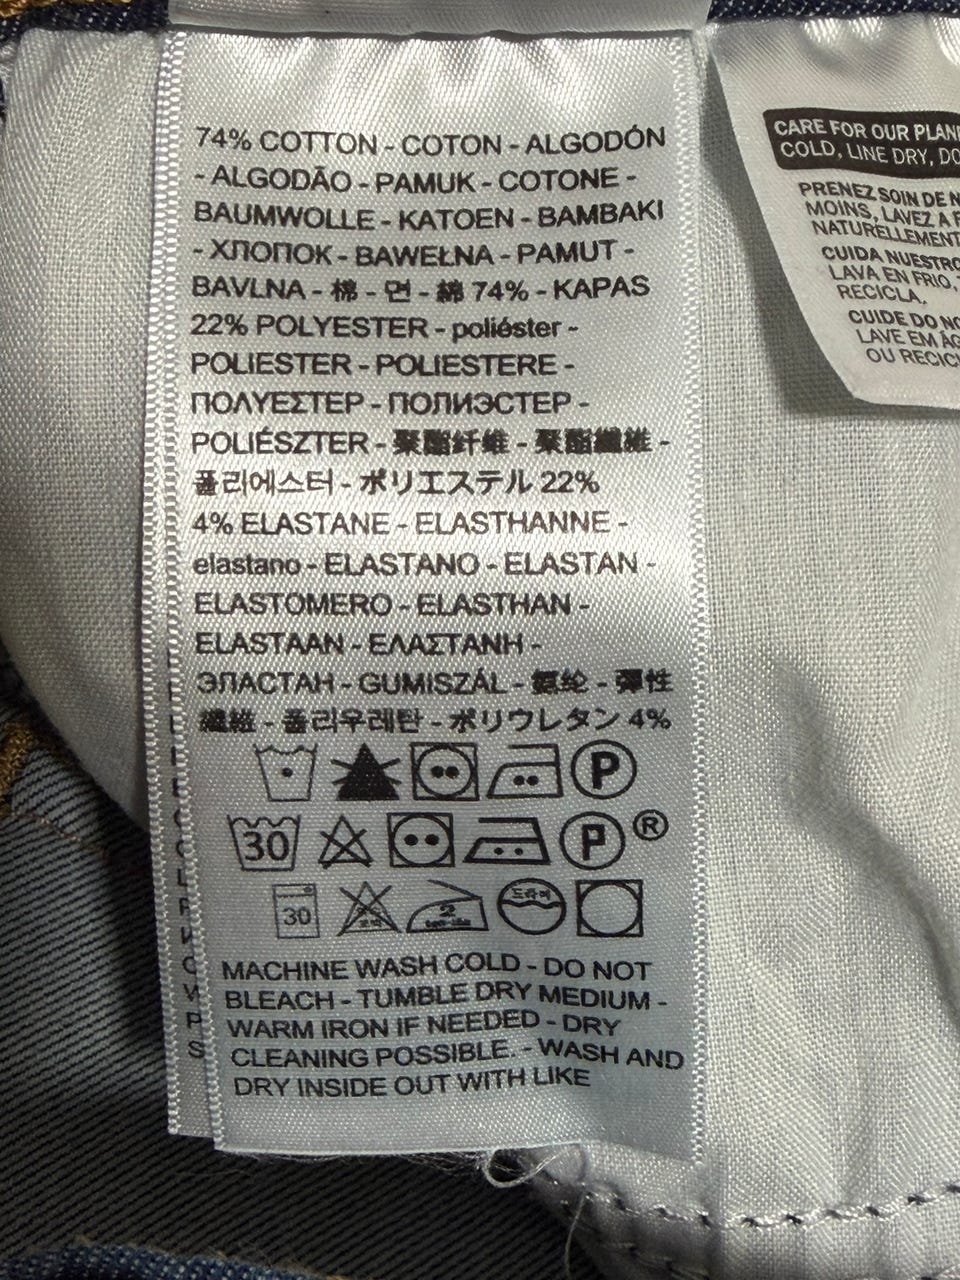 74% COTTON - COTON - ALGODÓN
- ALGODÃO - PAMUK - COTONE -
BAUMWOLLE - KATOEN - BAMBAKI
- ХЛОПОК - BAWEŁNA - PAMUT -
BAVLNA - 棉 - 면 - 綿 74% - KAPAS
22% POLYESTER - poliéster -
POLIESTER - POLIESTERE -
ΠΟΛΥΕΣΤΕΡ - ПОЛИЭСТЕР -
POLIÉSZTER - 聚酯纤维 - 聚酯纖維 -
폴리에스터 - ポリエステル 22%
4% ELASTANE - ELASTHANNE -
elastano - ELASTANO - ELASTAN -
ELASTOMERO - ELASTHAN -
ELASTAAN - ΕΛΑΣΤΑΝΗ -
ЭЛАСТАН - GUMISZÁL - 氨纶 - 彈性
纖維 - 폴리우레탄 - ポリウレタン 4%
P
30 P ®
30 2 드라이
MACHINE WASH COLD - DO NOT
BLEACH - TUMBLE DRY MEDIUM -
WARM IRON IF NEEDED - DRY
CLEANING POSSIBLE. - WASH AND
DRY INSIDE OUT WITH LIKE
CARE FOR OUR
COLD, LINE DRY,
PRENEZ SOIN DE
MOINS, LAVEZ A
NATURELLEMENT
CUIDA NUESTRO
LAVA EN FRIO,
RECICLA.
CUIDE DO
LAVE EM
OU